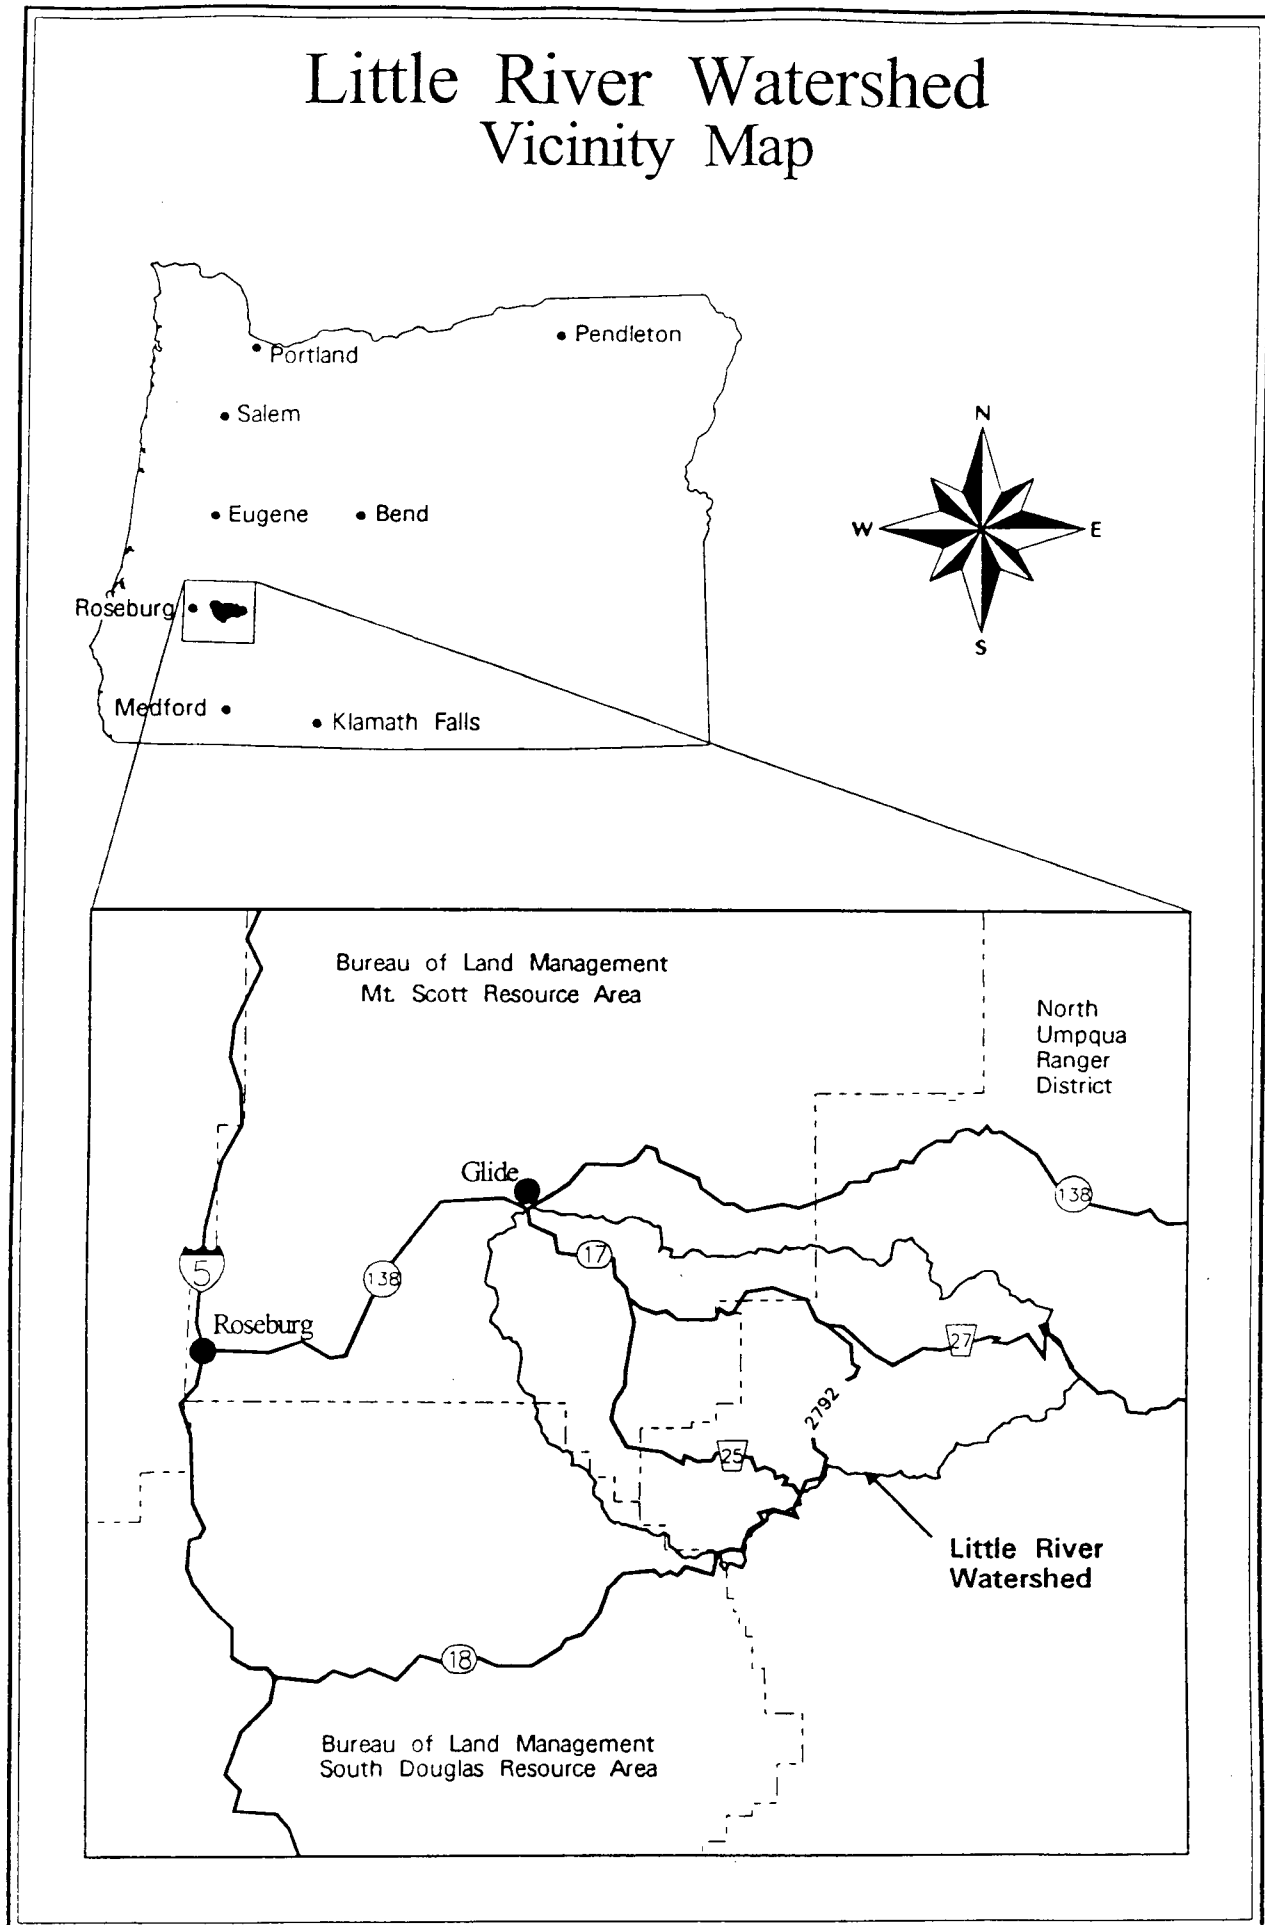 Little River Watershed
Vicinity Map
Portland
Pendleton
Salem
N
Eugene
Bend
W
E
Roseburg
S
Medford
Klamath Falls
Bureau of Land Management
Mt. Scott Resource Area
North
Umpqua
Ranger
District
Glide
138
17
5
138
Roseburg
27
2792
25
Little River
Watershed
18
Bureau of Land Management
South Douglas Resource Area